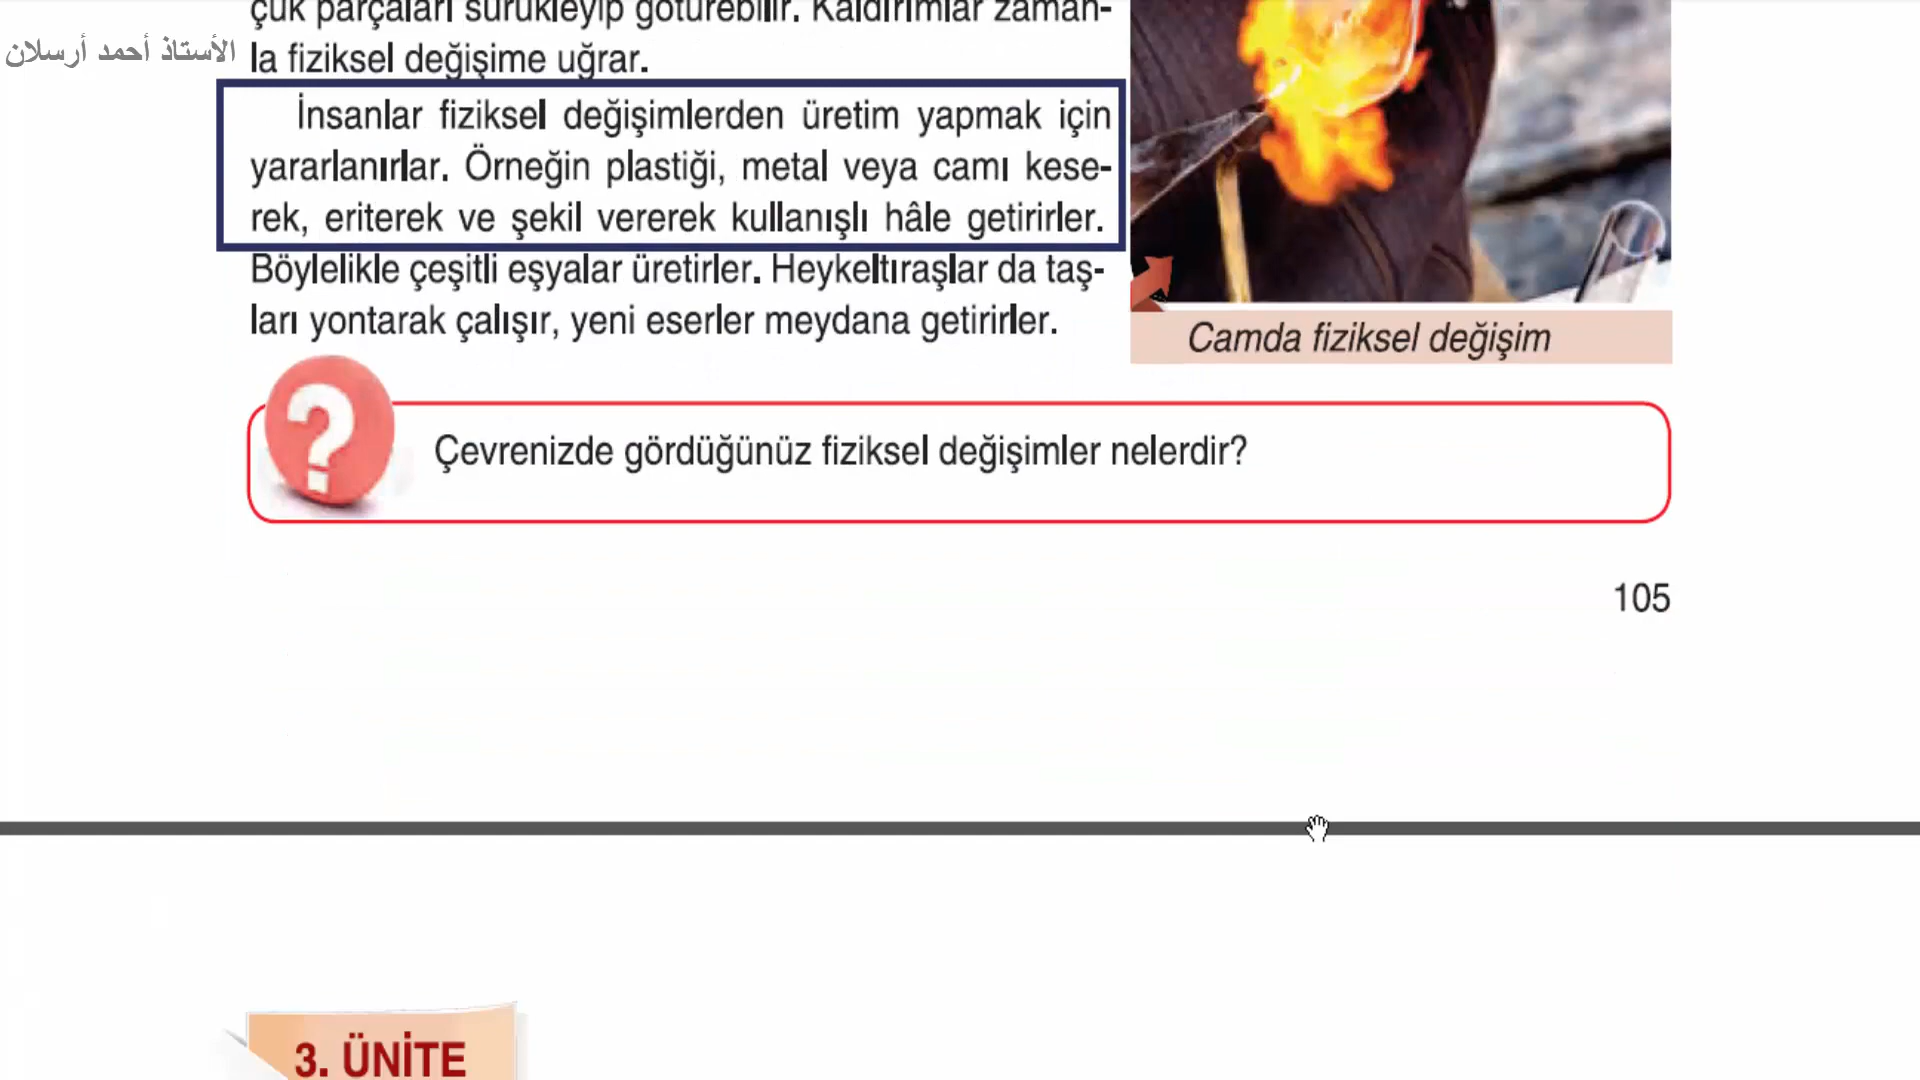 çük parçaları sürükleyip götürebilir. Kaldırımlar zaman-
الأستاذ أحمد أرسلان
la fiziksel değişime uğrar.
İnsanlar fiziksel değişimlerden üretim yapmak için
yararlanırlar. Örneğin plastiği, metal veya camı kese-
rek, eriterek ve şekil vererek kullanışlı hâle getirirler.
Böylelikle çeşitli eşyalar üretirler. Heykeltıraşlar da taş-
ları yontarak çalışır, yeni eserler meydana getirirler.
Camda fiziksel değişim
?
Çevrenizde gördüğünüz fiziksel değişimler nelerdir?
105
3. ÜNİTE